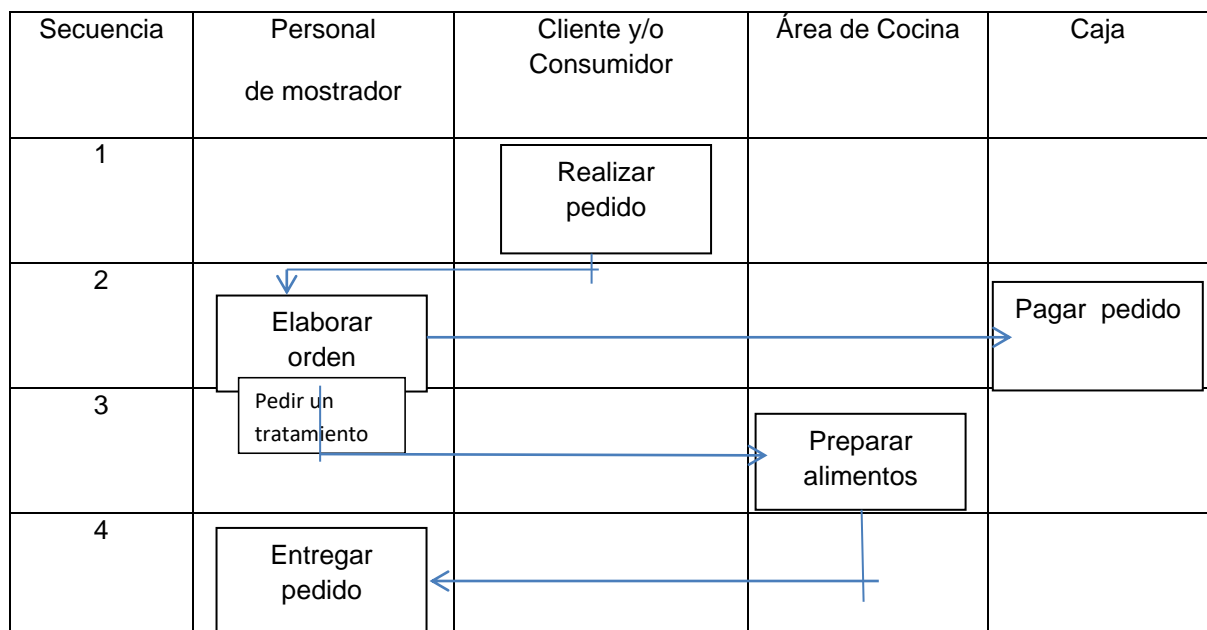 Secuencia
Personal
de mostrador
Cliente y/o
Consumidor
Área de Cocina
Caja
1
Realizar
pedido
2
Elaborar
orden
Pagar pedido
3
Pedir un
tratamiento
Preparar
alimentos
4
Entregar
pedido